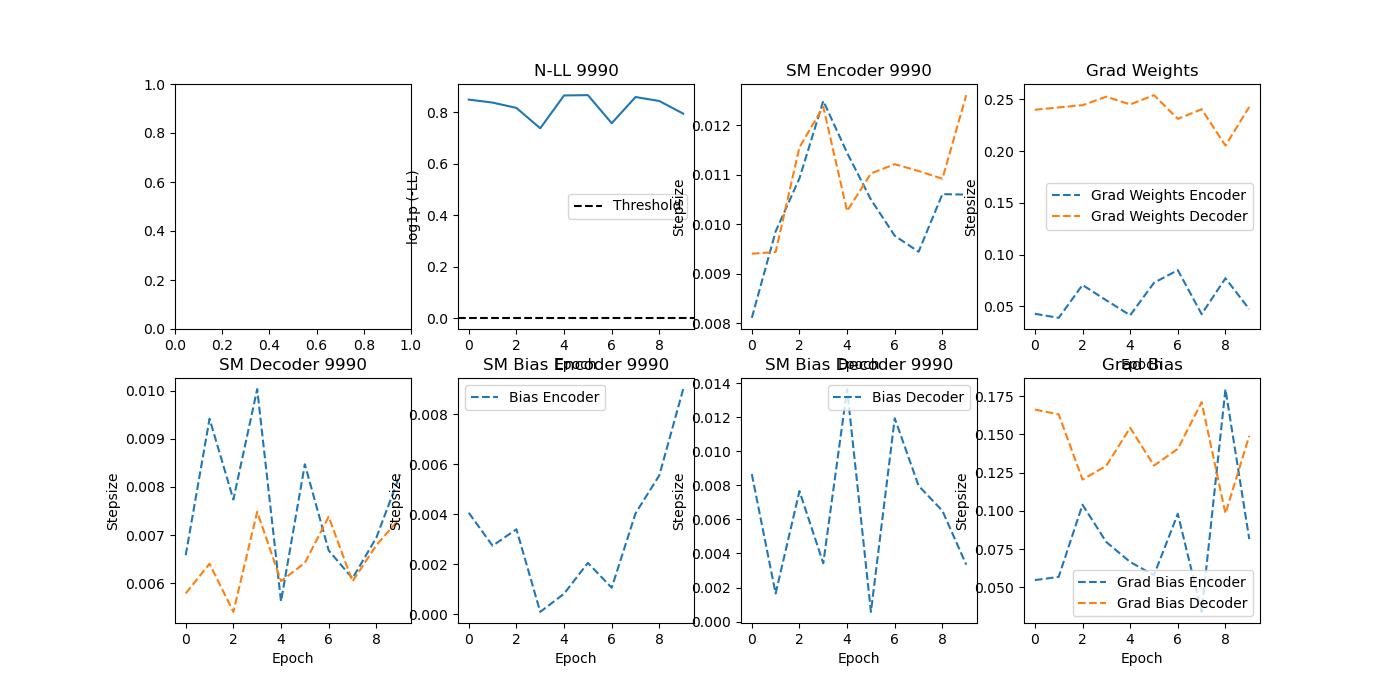 N-LL 9990
SM Encoder 9990
Grad Weights
1.0
0.8
0.6
0.4
0.2
0.0
0.0 0.2 0.4 0.6 0.8 1.0
log1p (-LL)
0.8
0.6
0.4
0.2
0.0
Threshold
0 2 4 6 8
Epoch
Stepsize
0.012
0.011
0.010
0.009
0.008
0 2 4 6 8
Epoch
Stepsize
0.25
0.20
0.15
0.10
0.05
Grad Weights Encoder
Grad Weights Decoder
0 2 4 6 8
Epoch
SM Decoder 9990
SM Bias Encoder 9990
SM Bias Decoder 9990
Grad Bias
Stepsize
0.010
0.009
0.008
0.007
0.006
0 2 4 6 8
Epoch
Stepsize
0.008
0.006
0.004
0.002
0.000
Bias Encoder
0 2 4 6 8
Epoch
Stepsize
0.014
0.012
0.010
0.008
0.006
0.004
0.002
0.000
Bias Decoder
0 2 4 6 8
Epoch
Stepsize
0.175
0.150
0.125
0.100
0.075
0.050
Grad Bias Encoder
Grad Bias Decoder
0 2 4 6 8
Epoch